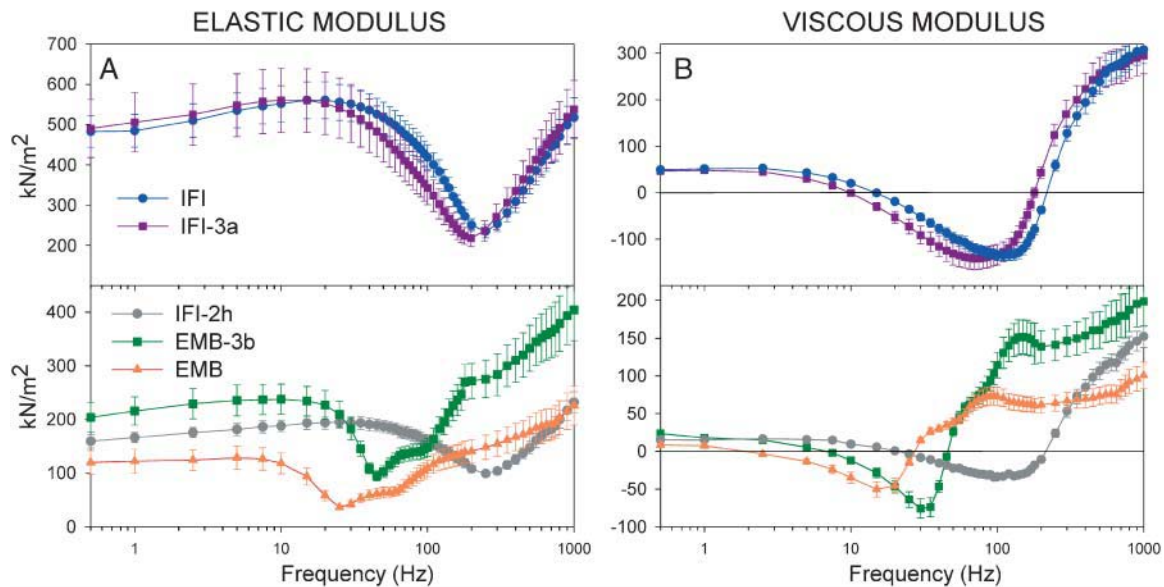 ELASTIC MODULUS
VISCOUS MODULUS
A
700
600
500
400
300
200
kN/m²
IFI
IFI-3a
B
300
200
100
0
-100
kN/m²
IFI-2h
EMB-3b
EMB
400
300
200
100
0
kN/m²
1
10
100
1000
Frequency (Hz)
200
150
100
50
0
-50
-100
1
10
100
1000
Frequency (Hz)